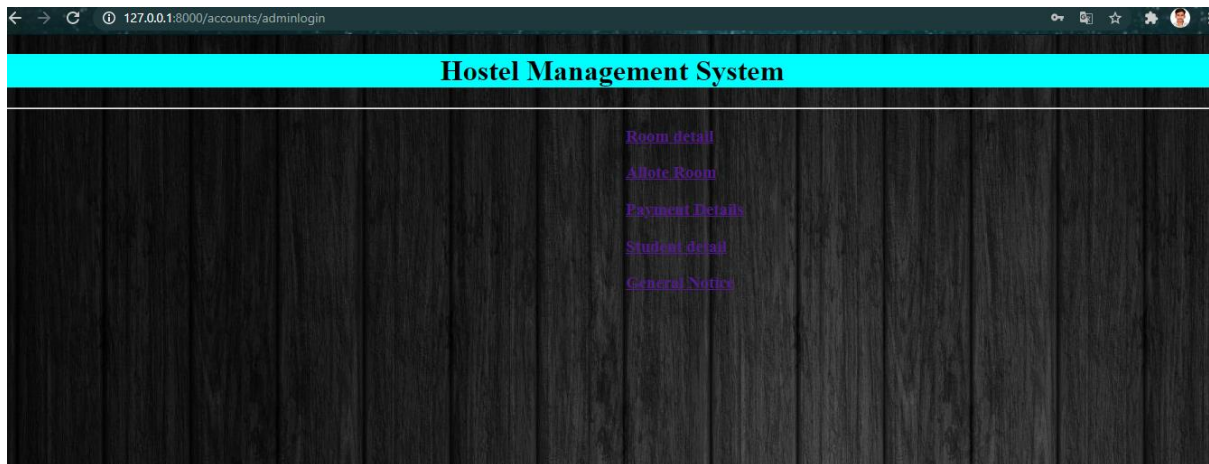 127.0.0.1:8000/accounts/adminlogin
Hostel Management System
Room detail
Allote Room
Payment Details
Student detail
General Notice